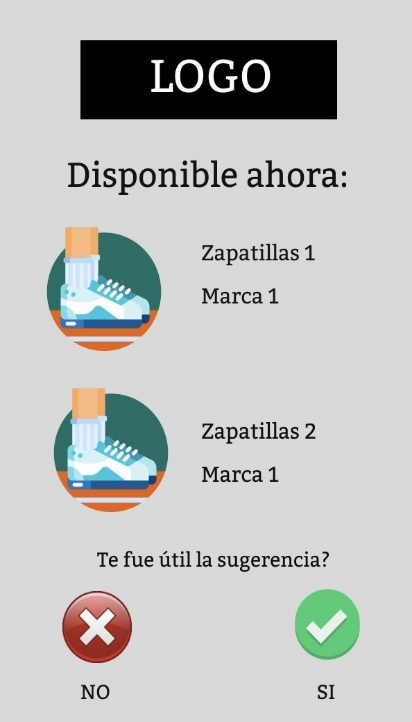 LOGO
Disponible ahora:
Zapatillas 1
Marca 1
Zapatillas 2
Marca 1
Te fue útil la sugerencia?
NO
SI